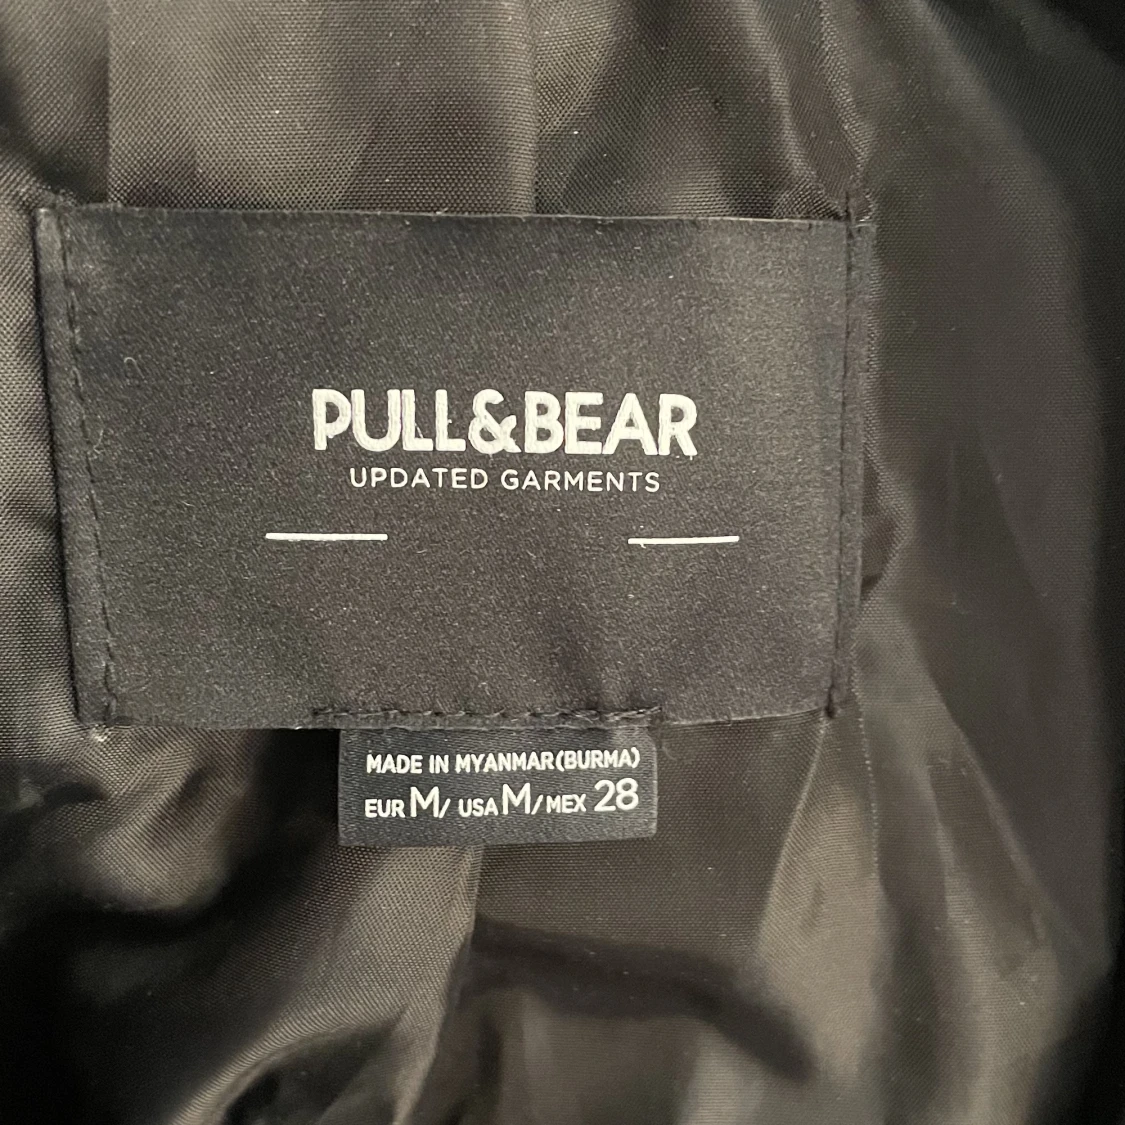 PULL&BEAR
UPDATED GARMENTS
MADE IN MYANMAR(BURMA)
EUR M/ USA M/ MEX 28